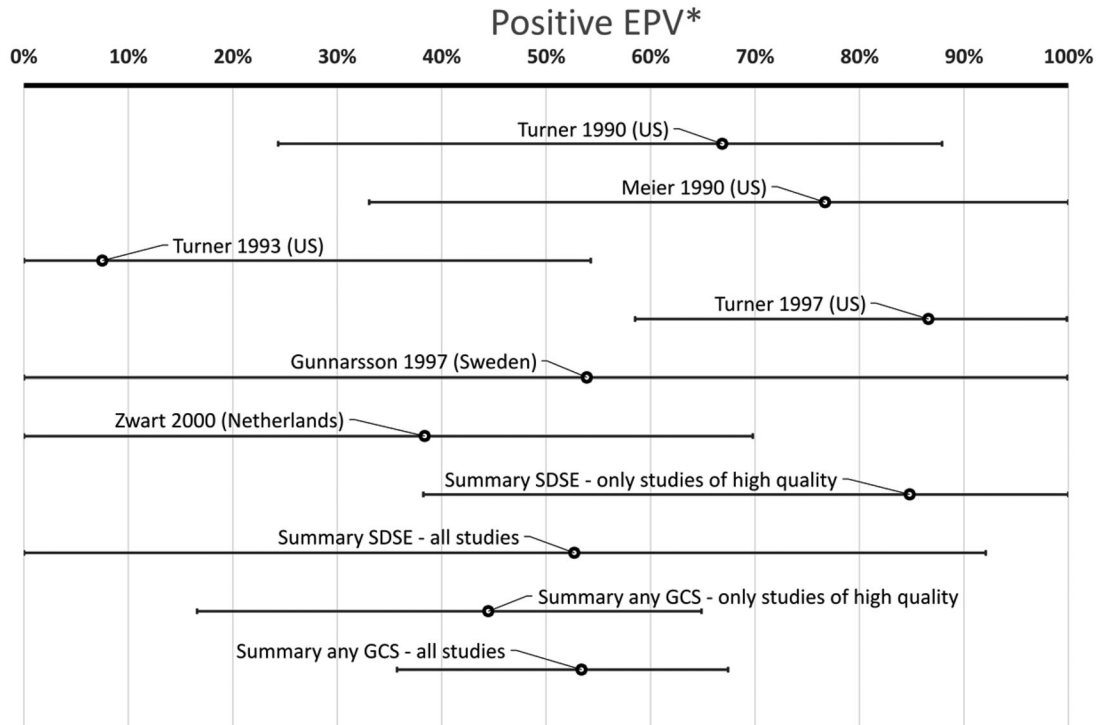 Positive EPV*
0% 10% 20% 30% 40% 50% 60% 70% 80% 90% 100%
Turner 1990 (US)
Meier 1990 (US)
Turner 1993 (US)
Turner 1997 (US)
Gunnarsson 1997 (Sweden)
Zwart 2000 (Netherlands)
Summary SDSE - only studies of high quality
Summary SDSE - all studies
Summary any GCS - only studies of high quality
Summary any GCS - all studies